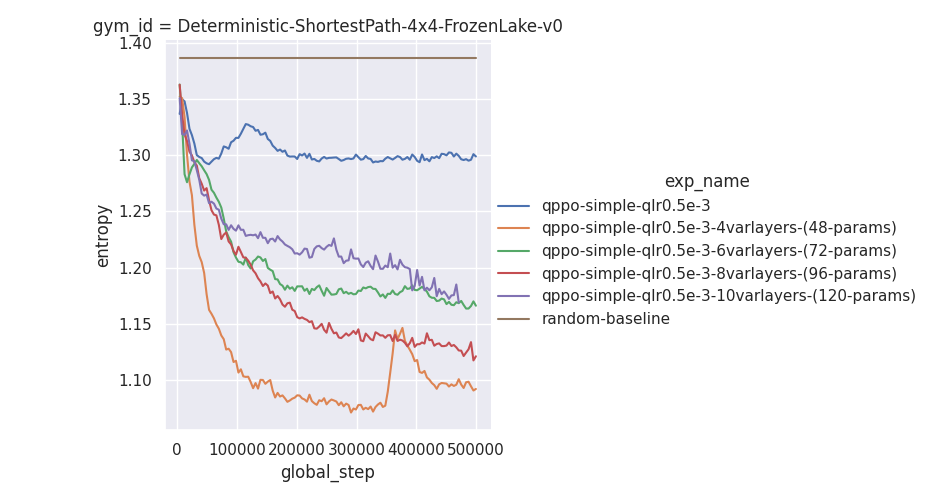 gym_id = Deterministic-ShortestPath-4x4-FrozenLake-v0
1.40
1.35
1.30
1.25
1.20
1.15
1.10
entropy
0
100000
200000
300000
400000
500000
global_step
exp_name
qppo-simple-qlr0.5e-3
qppo-simple-qlr0.5e-3-4varlayers-(48-params)
qppo-simple-qlr0.5e-3-6varlayers-(72-params)
qppo-simple-qlr0.5e-3-8varlayers-(96-params)
qppo-simple-qlr0.5e-3-10varlayers-(120-params)
random-baseline